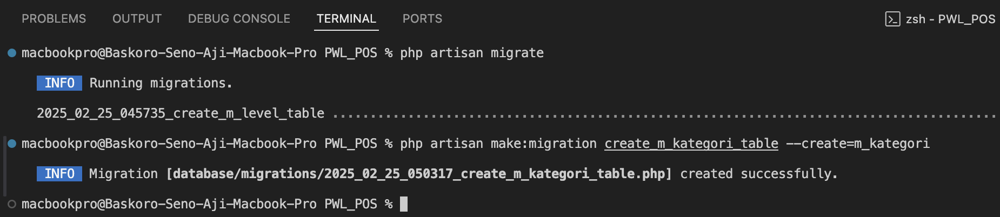 PROBLEMS OUTPUT DEBUG CONSOLE TERMINAL PORTS zsh - PWL_POS
macbookpro@Baskoro-Seno-Aji-Macbook-Pro PWL_POS % php artisan migrate
INFO Running migrations.
2025_02_25_045735_create_m_level_table ........................................................................................
macbookpro@Baskoro-Seno-Aji-Macbook-Pro PWL_POS % php artisan make:migration create_m_kategori_table --create=m_kategori
INFO Migration [database/migrations/2025_02_25_050317_create_m_kategori_table.php] created successfully.
macbookpro@Baskoro-Seno-Aji-Macbook-Pro PWL_POS %